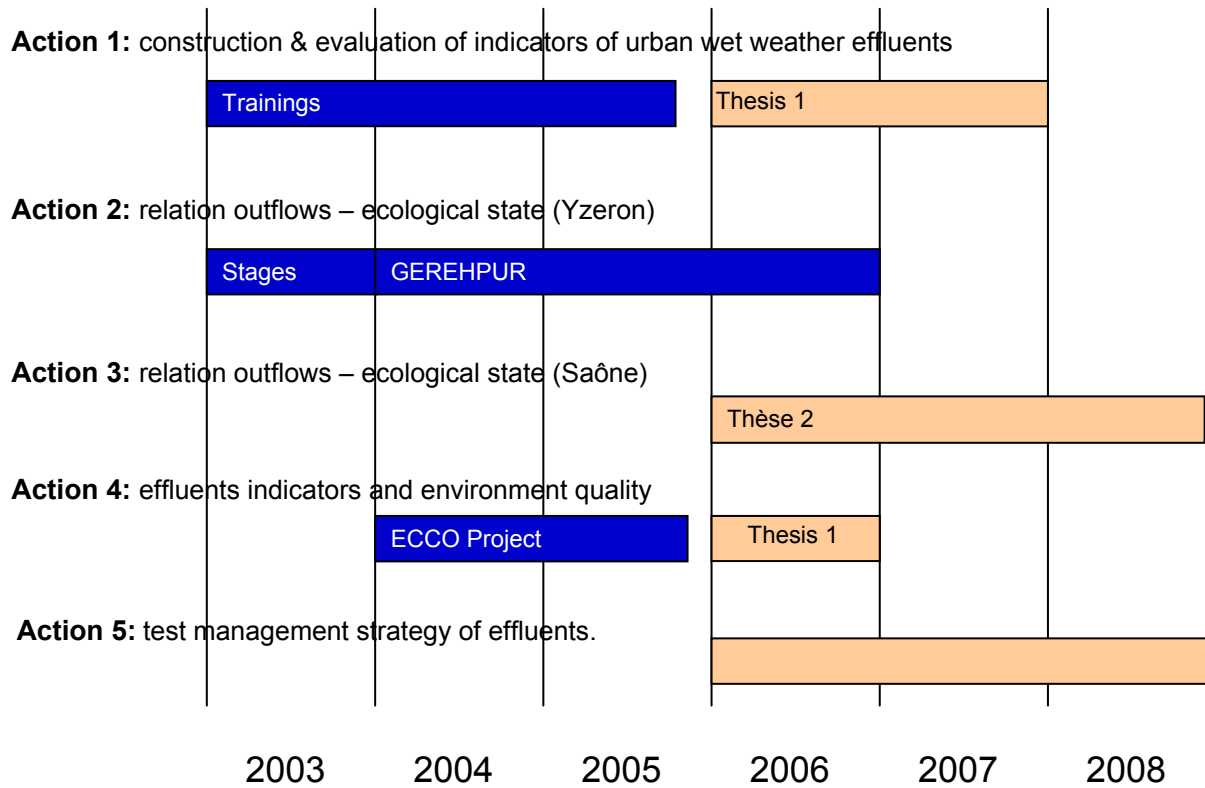 Action 1: construction & evaluation of indicators of urban wet weather effluents
Trainings Thesis 1
Action 2: relation outflows – ecological state (Yzeron)
Stages GEREHPUR
Action 3: relation outflows – ecological state (Saône)
Thèse 2
Action 4: effluents indicators and environment quality
ECCO Project Thesis 1
Action 5: test management strategy of effluents.
2003 2004 2005 2006 2007 2008